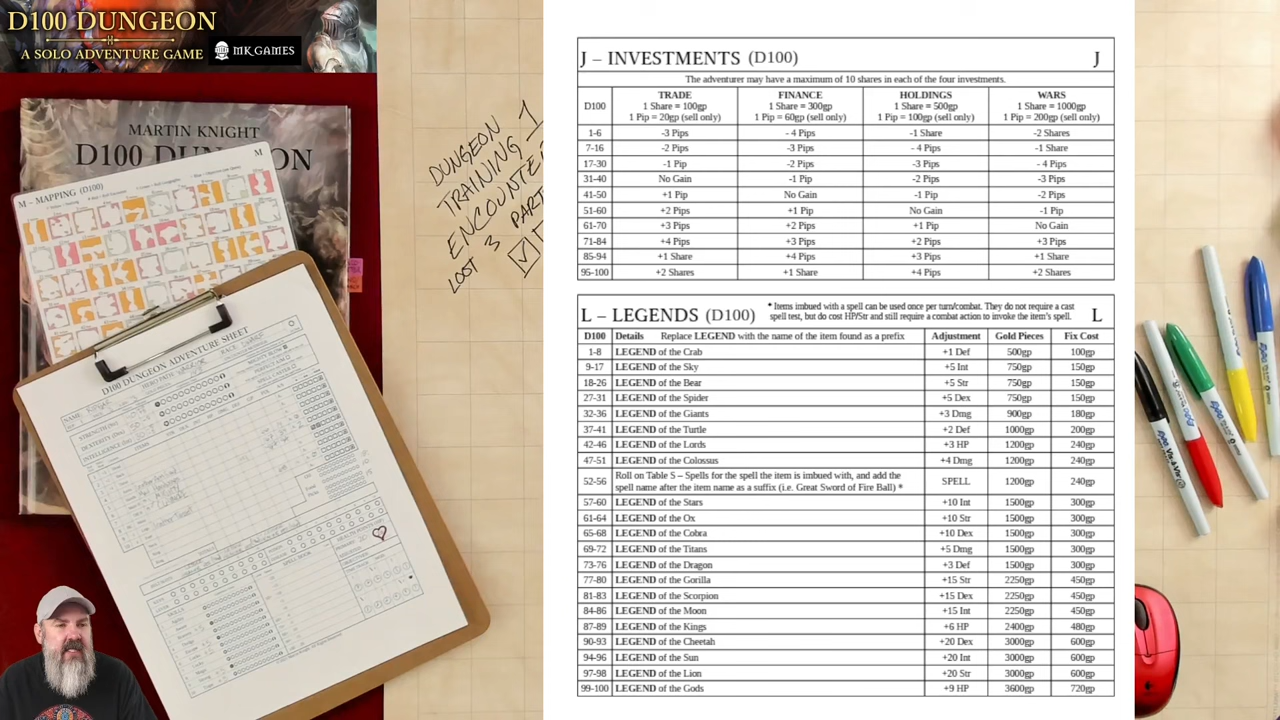 D100 DUNGEON
A SOLO ADVENTURE GAME
MK GAMES
MARTIN KNIGHT
D100 DUNGEON
M – MAPPING (D100)
M
D100 DUNGEON ADVENTURE SHEET
NAME
STRENGTH (Str)
DEXTERITY (Dex)
INTELLIGENCE (Int)
HERO PATH
RACE
SKILLS
SPELL BOOK
DUNGEON 1
TRAINING
ENCOUNTE
LOST 3 PART
J – INVESTMENTS (D100) J
The adventurer may have a maximum of 10 shares in each of the four investments.
D100 TRADE 1 Share = 100gp 1 Pip = 20gp (sell only) FINANCE 1 Share = 300gp 1 Pip = 60gp (sell only) HOLDINGS 1 Share = 500gp 1 Pip = 100gp (sell only) WARS 1 Share = 1000gp 1 Pip = 200gp (sell only)
1-6 -3 Pips - 4 Pips -1 Share -2 Shares
7-16 -2 Pips -3 Pips - 4 Pips -1 Share
17-30 -1 Pip -2 Pips -3 Pips - 4 Pips
31-40 No Gain -1 Pip -2 Pips -3 Pips
41-50 +1 Pip No Gain -1 Pip -2 Pips
51-60 +2 Pips +1 Pip No Gain -1 Pip
61-70 +3 Pips +2 Pips +1 Pip No Gain
71-84 +4 Pips +3 Pips +2 Pips +3 Pips
85-94 +1 Share +4 Pips +3 Pips +1 Share
95-100 +2 Shares +1 Share +4 Pips +2 Shares
L – LEGENDS (D100) * Items imbued with a spell can be used once per turn/combat. They do not require a cast L
spell test, but do cost HP/Str and still require a combat action to invoke the item's spell.
D100 Details Replace LEGEND with the name of the item found as a prefix Adjustment Gold Pieces Fix Cost
1-8 LEGEND of the Crab +1 Def 500gp 100gp
9-17 LEGEND of the Sky +5 Int 750gp 150gp
18-26 LEGEND of the Bear +5 Str 750gp 150gp
27-31 LEGEND of the Spider +5 Dex 750gp 150gp
32-36 LEGEND of the Giants +3 Dmg 900gp 180gp
37-41 LEGEND of the Turtle +2 Def 1000gp 200gp
42-46 LEGEND of the Lords +3 HP 1200gp 240gp
47-51 LEGEND of the Colossus +4 Dmg 1200gp 240gp
52-56 Roll on Table S – Spells for the spell the item is imbued with, and add the SPELL 1200gp 240gp
spell name after the item name as a suffix (i.e. Great Sword of Fire Ball) *
57-60 LEGEND of the Stars +10 Int 1500gp 300gp
61-64 LEGEND of the Ox +10 Str 1500gp 300gp
65-68 LEGEND of the Cobra +10 Dex 1500gp 300gp
69-72 LEGEND of the Titans +5 Dmg 1500gp 300gp
73-76 LEGEND of the Dragon +3 Def 1500gp 300gp
77-80 LEGEND of the Gorilla +15 Str 2250gp 450gp
81-83 LEGEND of the Scorpion +15 Dex 2250gp 450gp
84-86 LEGEND of the Moon +15 Int 2250gp 450gp
87-89 LEGEND of the Kings +6 HP 2400gp 480gp
90-93 LEGEND of the Cheetah +20 Dex 3000gp 600gp
94-96 LEGEND of the Sun +20 Int 3000gp 600gp
97-98 LEGEND of the Lion +20 Str 3000gp 600gp
99-100 LEGEND of the Gods +9 HP 3600gp 720gp